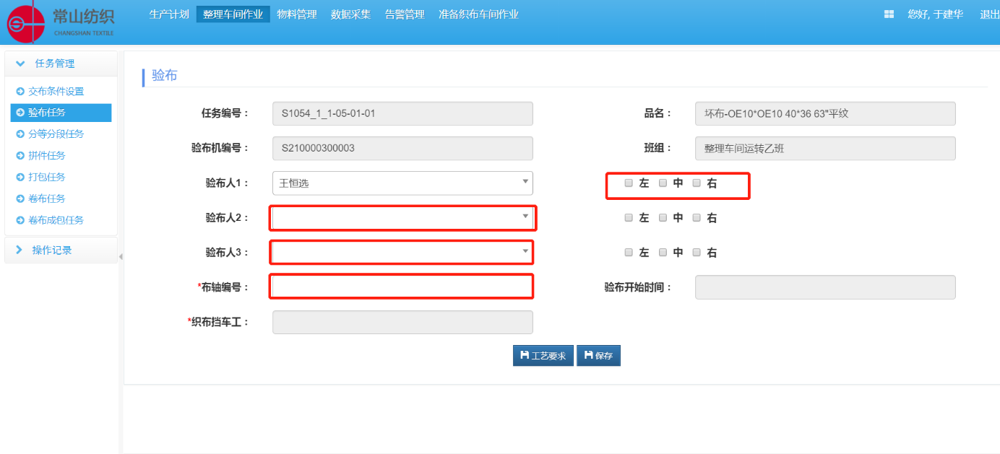 常山纺织
CHANGSHAN TEXTILE
生产计划 整理车间作业 物料管理 数据采集 告警管理 准备织布车间作业
您好, 于建华 退出
任务管理
交布条件设置
验布任务
分等分段任务
拼件任务
打包任务
卷布任务
卷布成包任务
操作记录
验布
任务编号： S1054_1_1-05-01-01 品名： 坯布-OE10*OE10 40*36 63"平纹
验布机编号： S210000300003 班组： 整理车间运转乙班
验布人1： 王恒选 左 中 右
验布人2： 左 中 右
验布人3： 左 中 右
*布轴编号： 验布开始时间：
*织布挡车工：
工艺要求 保存